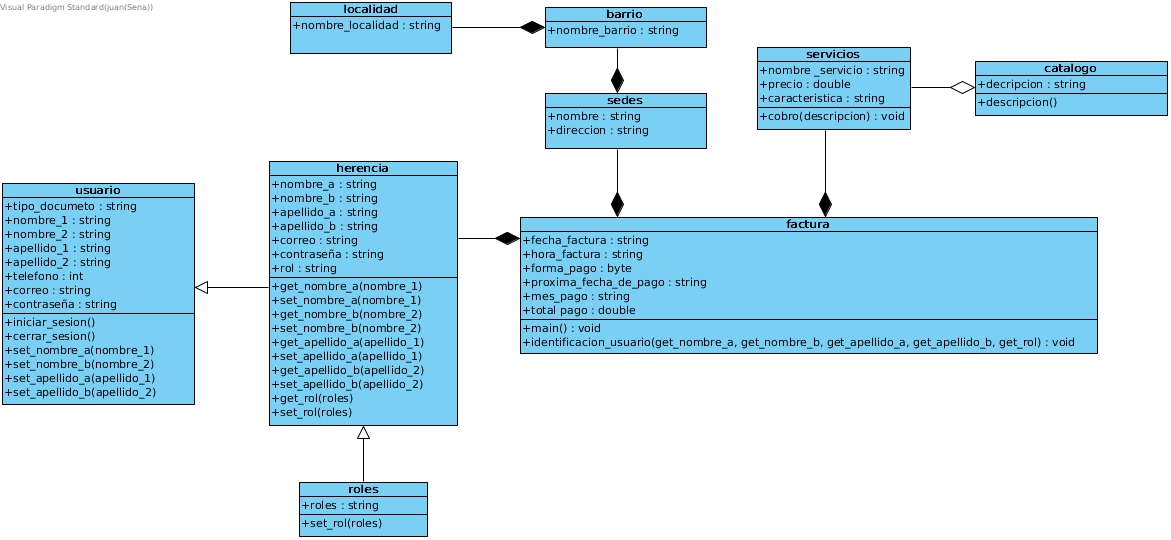 Visual Paradigm Standard(juan(Sena))
localidad
+nombre_localidad : string
barrio
+nombre_barrio : string
servicios
+nombre _servicio : string
+precio : double
+caracteristica : string
+cobro(descripcion) : void
catalogo
+decripcion : string
+descripcion()
sedes
+nombre : string
+direccion : string
herencia
+nombre_a : string
+nombre_b : string
+apellido_a : string
+apellido_b : string
+correo : string
+contraseña : string
+rol : string
+get_nombre_a(nombre_1)
+set_nombre_a(nombre_1)
+get_nombre_b(nombre_2)
+set_nombre_b(nombre_2)
+get_apellido_a(apellido_1)
+set_apellido_a(apellido_1)
+get_apellido_b(apellido_2)
+set_apellido_b(apellido_2)
+get_rol(roles)
+set_rol(roles)
usuario
+tipo_documeto : string
+nombre_1 : string
+nombre_2 : string
+apellido_1 : string
+apellido_2 : string
+telefono : int
+correo : string
+contraseña : string
+iniciar_sesion()
+cerrar_sesion()
+set_nombre_a(nombre_1)
+set_nombre_b(nombre_2)
+set_apellido_a(apellido_1)
+set_apellido_b(apellido_2)
factura
+fecha_factura : string
+hora_factura : string
+forma_pago : byte
+proxima_fecha_de_pago : string
+mes_pago : string
+total pago : double
+main() : void
+identificacion_usuario(get_nombre_a, get_nombre_b, get_apellido_a, get_apellido_b, get_rol) : void
roles
+roles : string
+set_rol(roles)